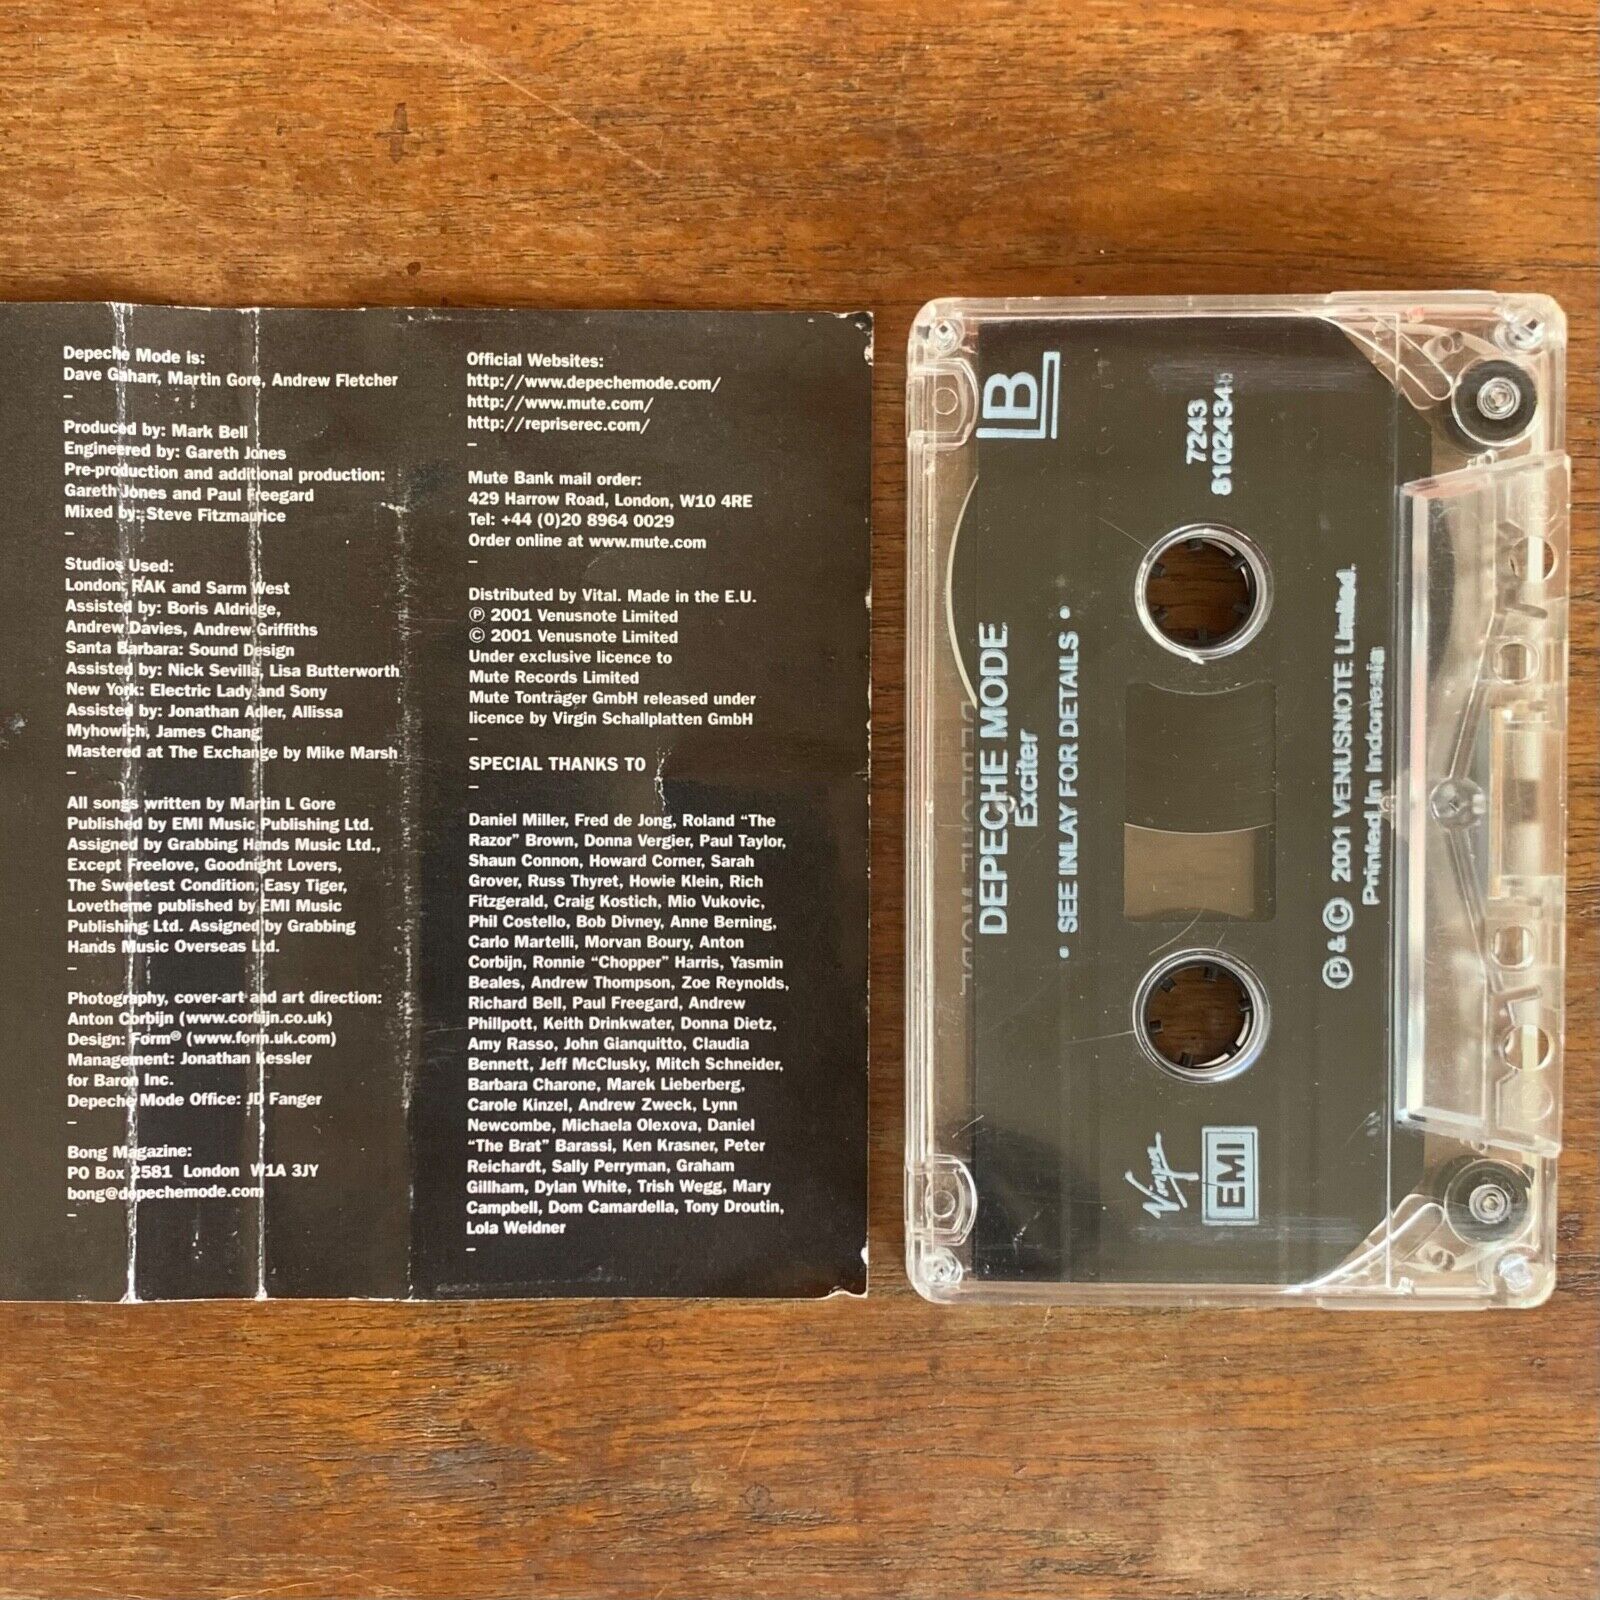 Depeche Mode is:
Dave Gahan, Martin Gore, Andrew Fletcher
–
Produced by: Mark Bell
Engineered by: Gareth Jones
Pre-production and additional production:
Gareth Jones and Paul Freegard
Mixed by: Steve Fitzmaurice
–
Studios Used:
London: RAK and Sarm West
Assisted by: Boris Aldridge,
Andrew Davies, Andrew Griffiths
Santa Barbara: Sound Design
Assisted by: Nick Sevilla, Lisa Butterworth
New York: Electric Lady and Sony
Assisted by: Jonathan Adler, Allissa
Myhowich, James Chang
Mastered at The Exchange by Mike Marsh
–
All songs written by Martin L Gore
Published by EMI Music Publishing Ltd.
Assigned by Grabbing Hands Music Ltd.,
Except Freelove, Goodnight Lovers,
The Sweetest Condition, Easy Tiger,
Lovetheme published by EMI Music
Publishing Ltd. Assigned by Grabbing
Hands Music Overseas Ltd.
–
Photography, cover-art and art direction:
Anton Corbijn (www.corbijn.co.uk)
Design: Form® (www.form.uk.com)
Management: Jonathan Kessler
for Baron Inc.
Depeche Mode Office: JD Fanger
–
Bong Magazine:
PO Box 2581 London W1A 3JY
bong@depechemode.com
–
Official Websites:
http://www.depechemode.com/
http://www.mute.com/
http://repriserec.com/
–
Mute Bank mail order:
429 Harrow Road, London, W10 4RE
Tel: +44 (0)20 8964 0029
Order online at www.mute.com
–
Distributed by Vital. Made in the E.U.
℗ 2001 Venusnote Limited
© 2001 Venusnote Limited
Under exclusive licence to
Mute Records Limited
Mute Tonträger GmbH released under
licence by Virgin Schallplatten GmbH
–
SPECIAL THANKS TO
–
Daniel Miller, Fred de Jong, Roland “The
Razor” Brown, Donna Vergier, Paul Taylor,
Shaun Connon, Howard Corner, Sarah
Grover, Russ Thyret, Howie Klein, Rich
Fitzgerald, Craig Kostich, Mio Vukovic,
Phil Costello, Bob Divney, Anne Berning,
Carlo Martelli, Morvan Boury, Anton
Corbijn, Ronnie “Chopper” Harris, Yasmin
Beales, Andrew Thompson, Zoe Reynolds,
Richard Bell, Paul Freegard, Andrew
Phillpott, Keith Drinkwater, Donna Dietz,
Amy Rasso, John Gianquitto, Claudia
Bennett, Jeff McClusky, Mitch Schneider,
Barbara Charone, Marek Lieberberg,
Carole Kinzel, Andrew Zweck, Lynn
Newcombe, Michaela Olexova, Daniel
“The Brat” Barassi, Ken Krasner, Peter
Reichardt, Sally Perryman, Graham
Gillham, Dylan White, Trish Wegg, Mary
Campbell, Dom Camardella, Tony Droutin,
Lola Weidner
–
B
DEPECHE MODE
Exciter
• SEE INLAY FOR DETAILS •
7243
℗ & © 2001 VENUSNOTE Limited.
Printed In Indonesia
Virgin
EMI